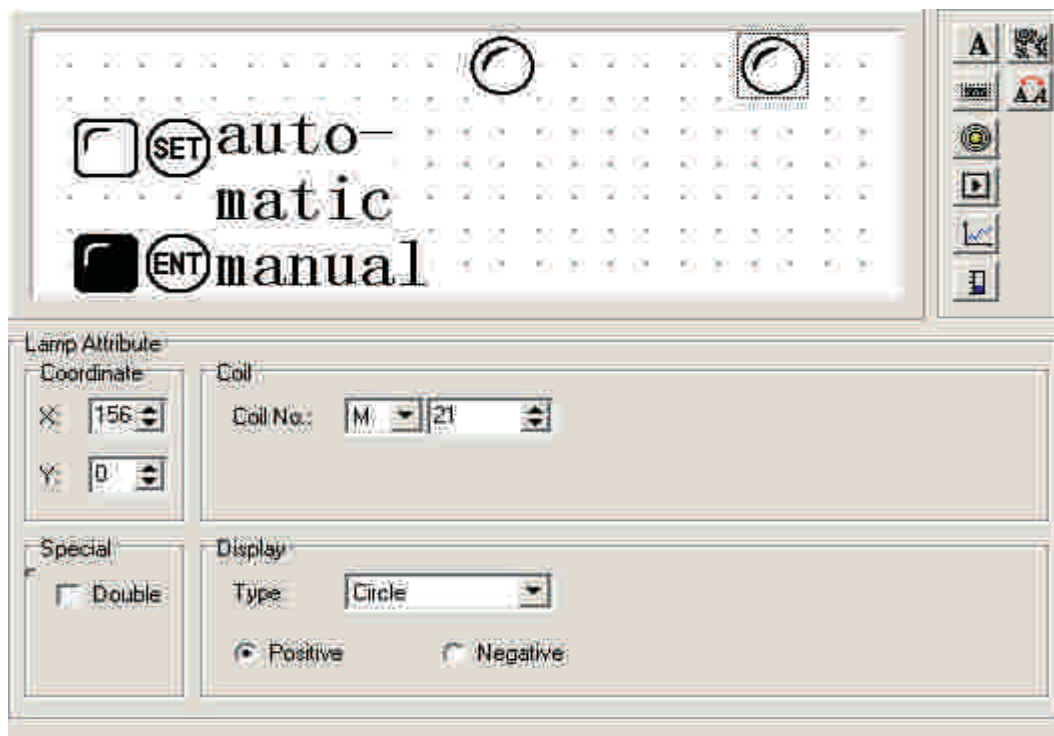 SET auto-
matic
ENT manual
A
A A
Lamp Attribute
Coordinate
X: 156
Y: 0
Coil
Coil No.: M 21
Special
Double
Display
Type: Circle
Positive Negative